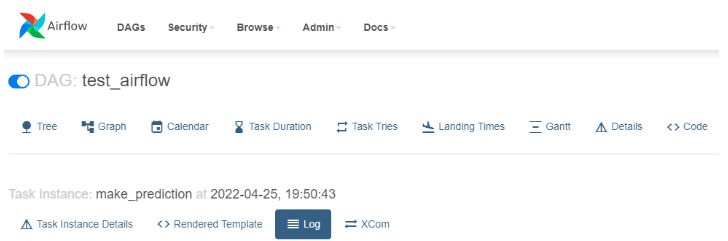 Airflow DAGs Security Browse Admin Docs
DAG: test_airflow
Tree Graph Calendar Task Duration Task Tries Landing Times Gantt Details <> Code
Task Instance: make_prediction at 2022-04-25, 19:50:43
Task Instance Details <> Rendered Template Log XCom